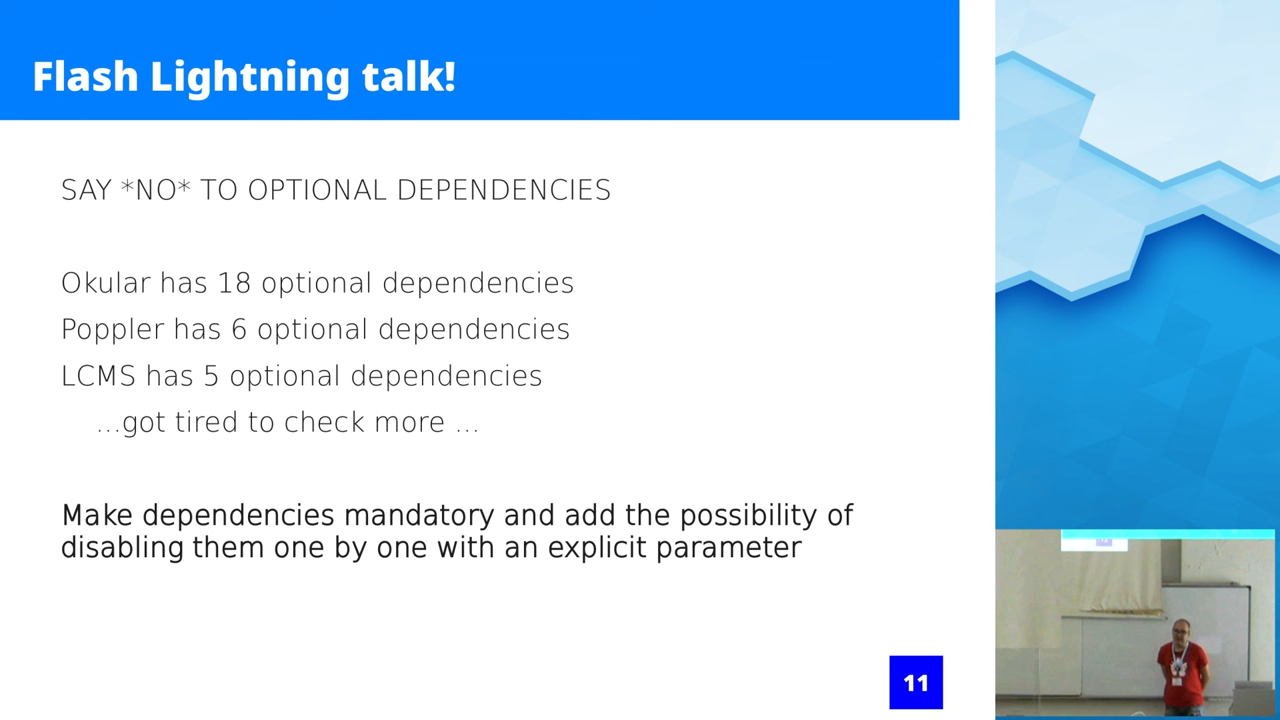 Flash Lightning talk!
SAY *NO* TO OPTIONAL DEPENDENCIES
Okular has 18 optional dependencies
Poppler has 6 optional dependencies
LCMS has 5 optional dependencies
...got tired to check more ...
Make dependencies mandatory and add the possibility of
disabling them one by one with an explicit parameter
11